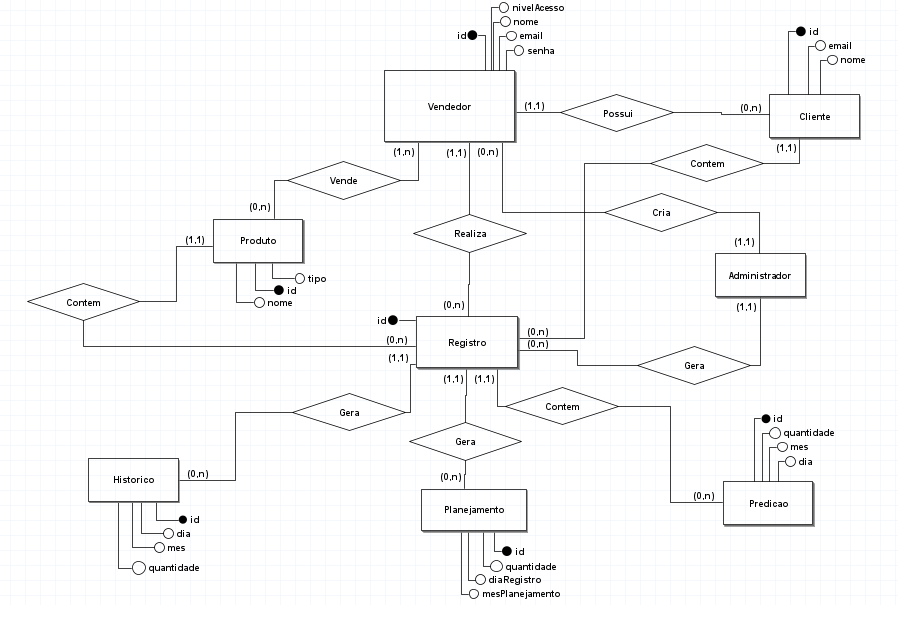 nivelAcesso
nome
id
email
senha
Vendedor
id
email
nome
Cliente
(1,1)
Possui
(0,n)
(1,n)
(1,1)
(0,n)
(1,1)
Contem
Vende
(0,n)
Cria
Realiza
(1,1)
(1,1)
Produto
Administrador
tipo
id
nome
Contem
(0,n)
(1,1)
id
(0,n)
(0,n)
(0,n)
Registro
(1,1)
Gera
(1,1)
(1,1)
Contem
Gera
id
quantidade
mes
dia
Gera
(0,n)
(0,n)
(0,n)
Historico
Planejamento
Predicao
id
dia
mes
quantidade
id
quantidade
diaRegistro
mesPlanejamento